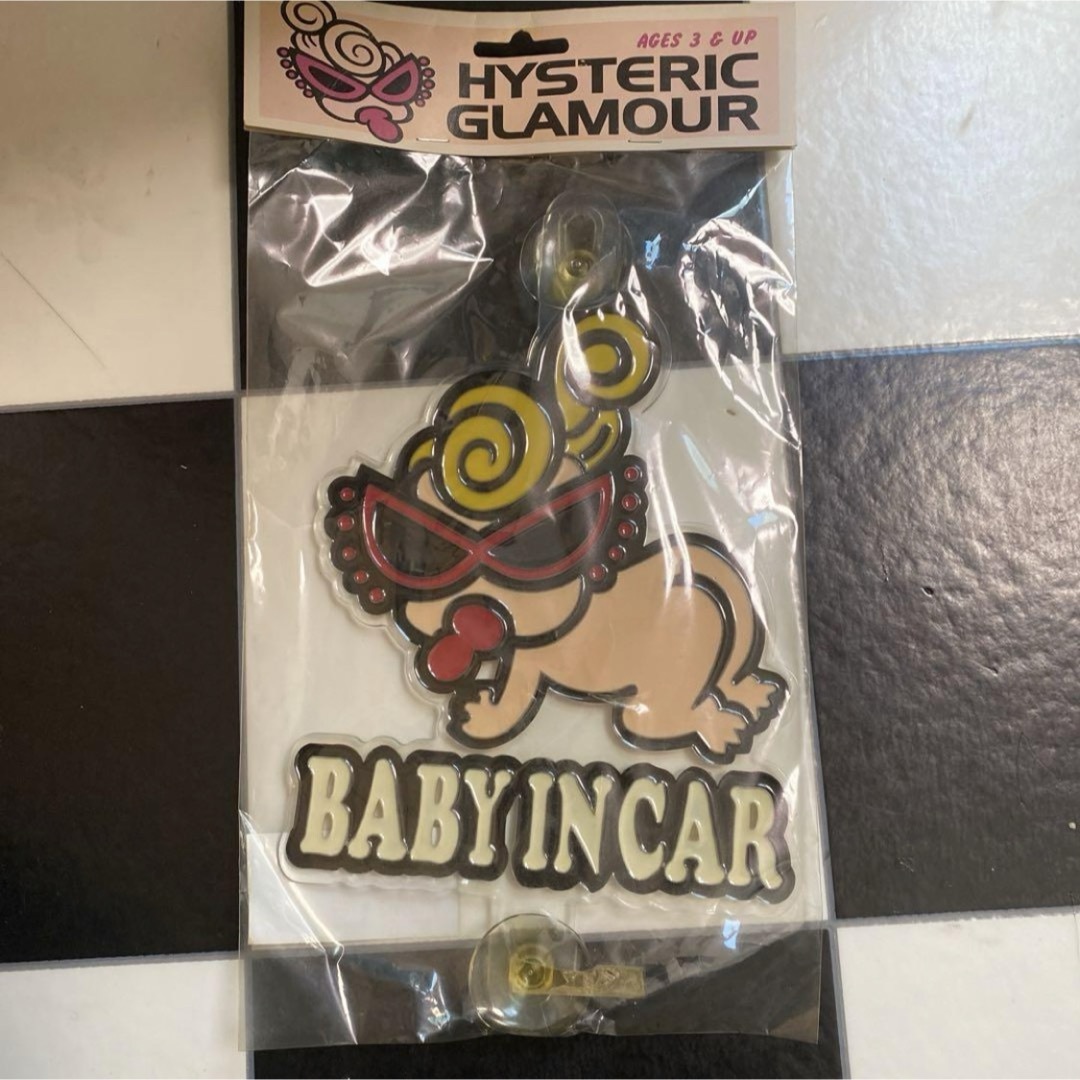 AGES 3 & UP
HYSTERIC
GLAMOUR
BABY IN CAR